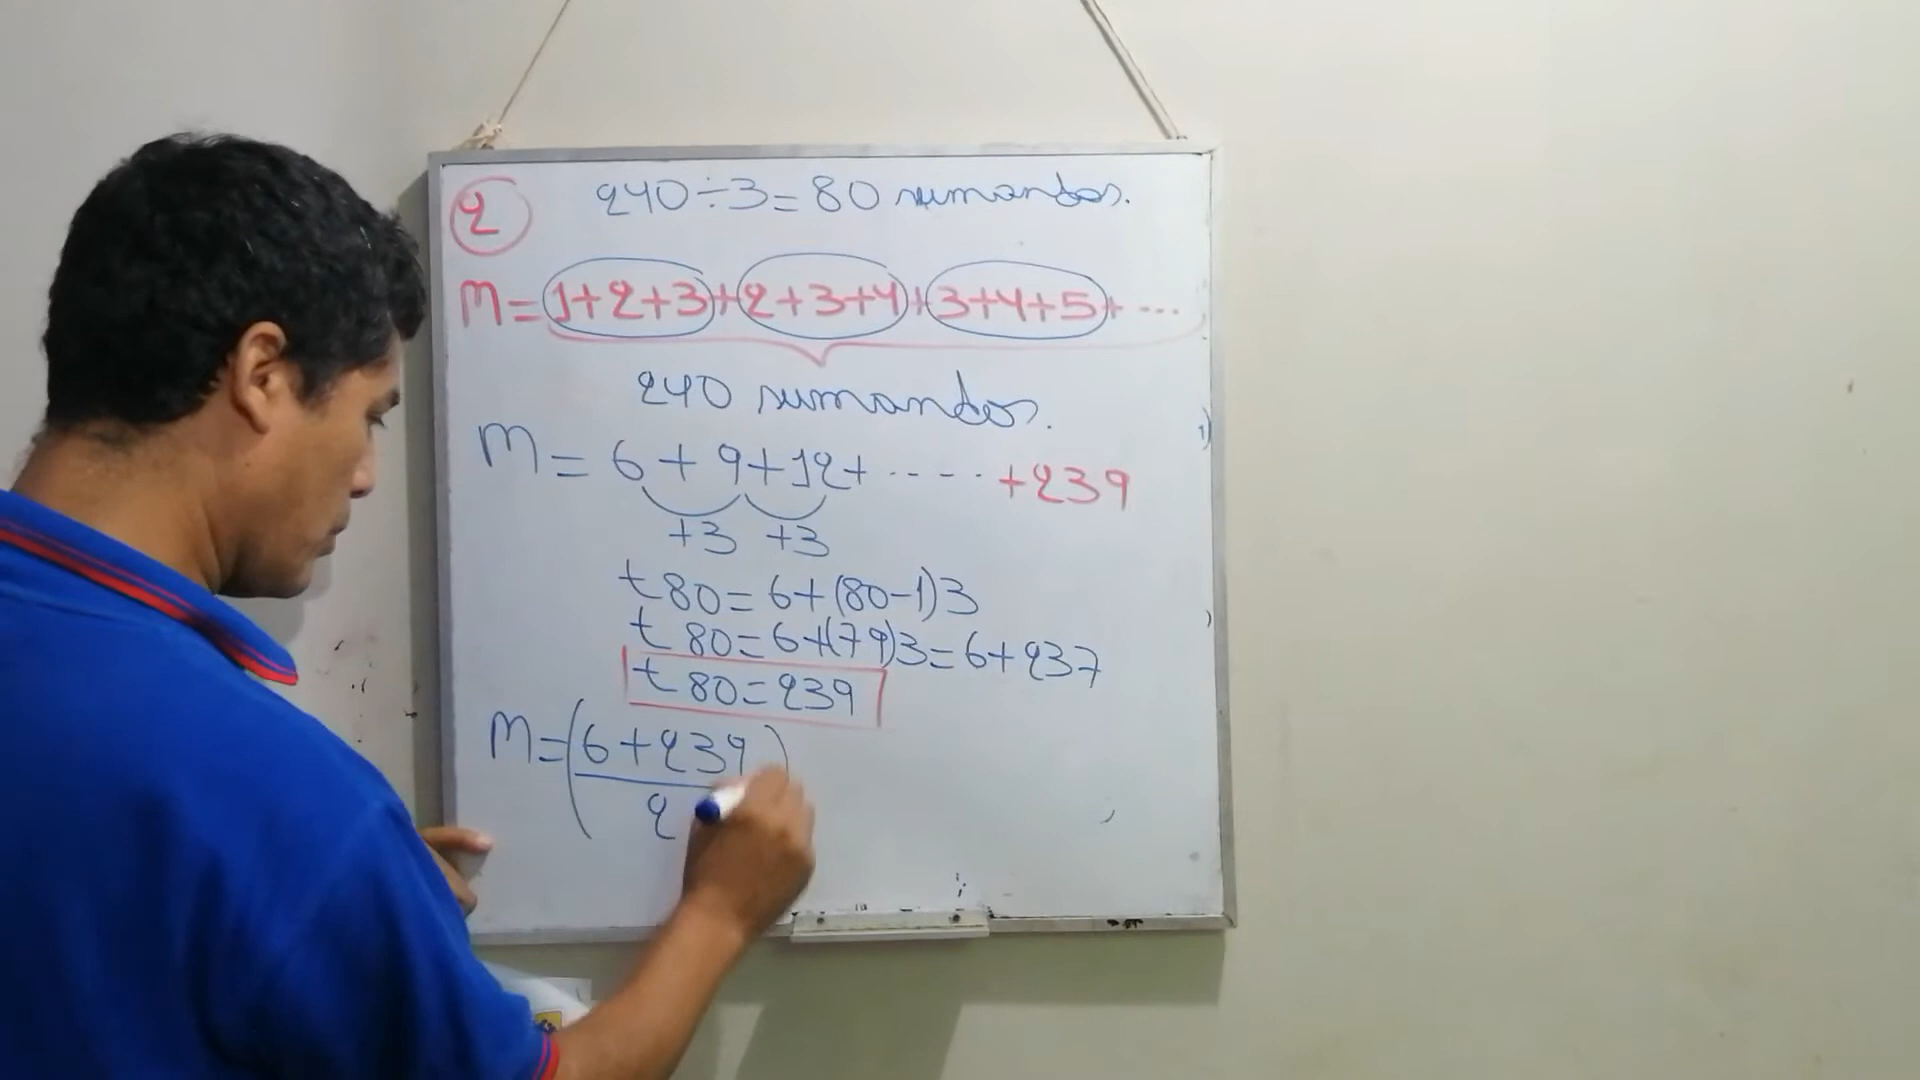 2 240÷3=80 sumandos.
M=1+2+3+2+3+4+3+4+5+...
240 sumandos.
M=6+9+12+.....+239
+3 +3
t80=6+(80-1)3
t80=6+(79)3=6+237
t80=239
M=(6+239)
2